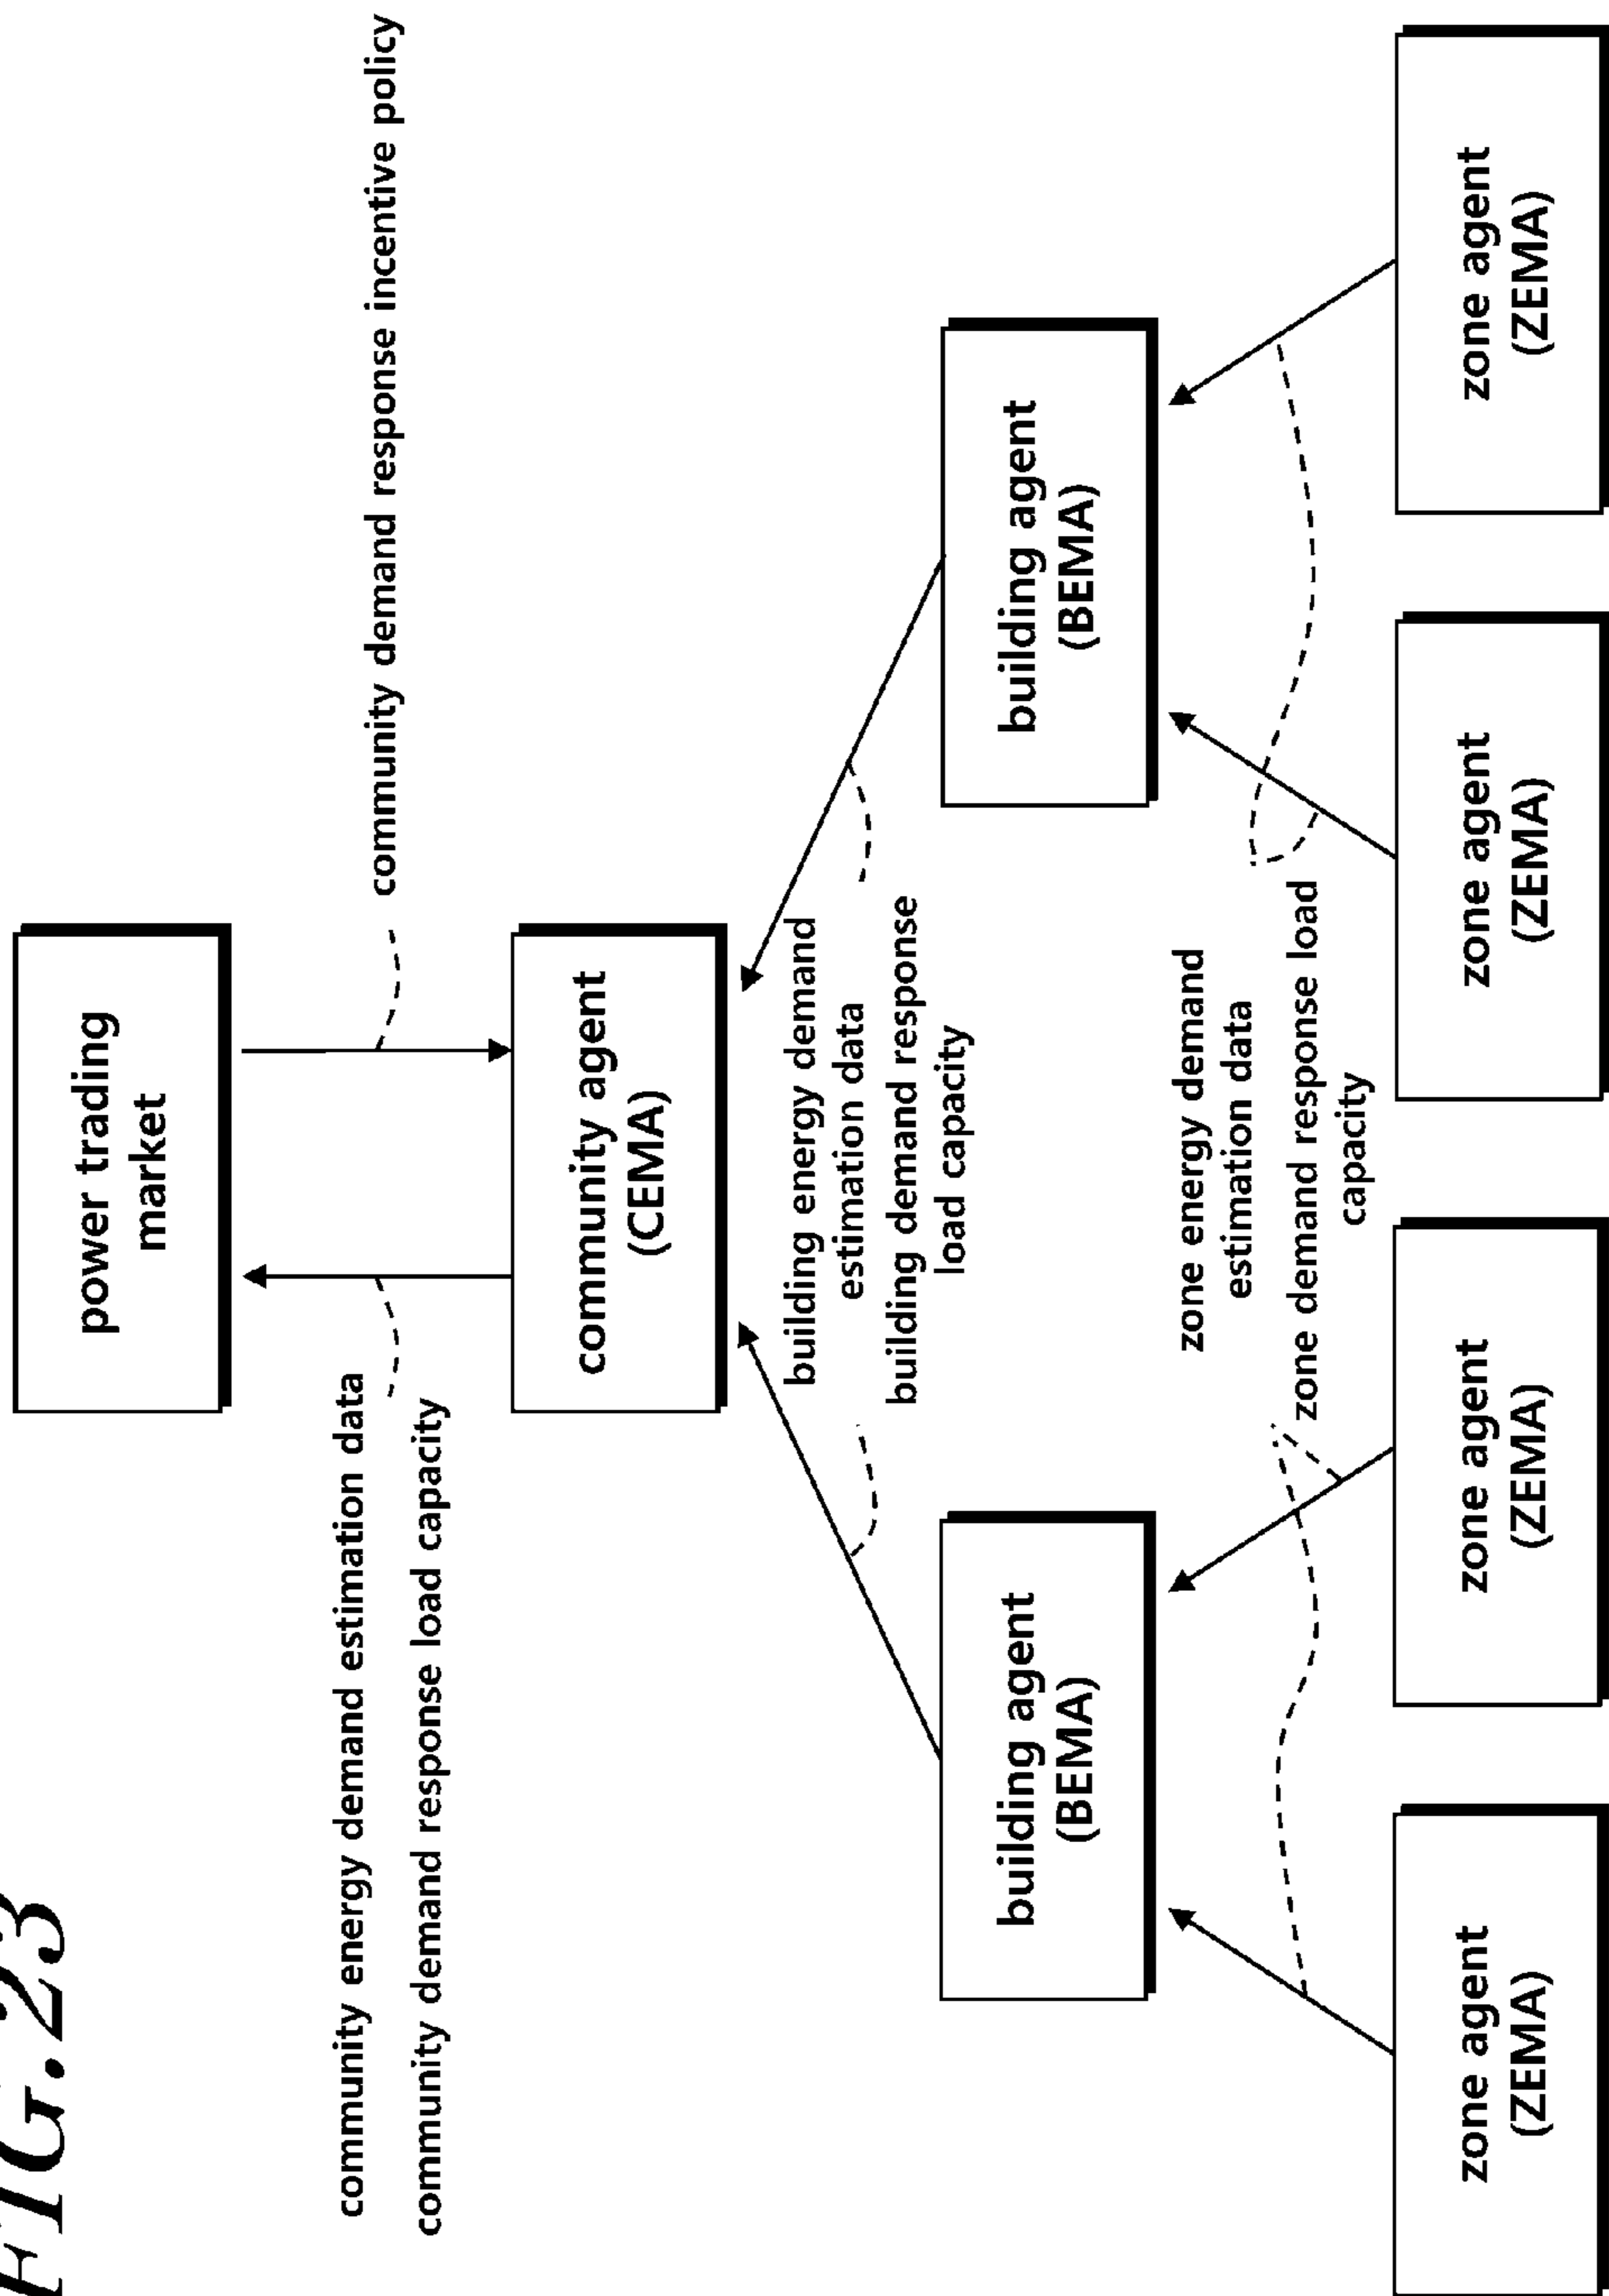 FIG.23
power trading
market
community energy demand estimation data
community demand response load capacity
community demand response incentive policy
community agent
(CEMA)
building energy demand
estimation data
building demand response
load capacity
building agent
(BEMA)
building agent
(BEMA)
zone energy demand
estimation data
zone demand response load
capacity
zone agent
(ZEMA)
zone agent
(ZEMA)
zone agent
(ZEMA)
zone agent
(ZEMA)